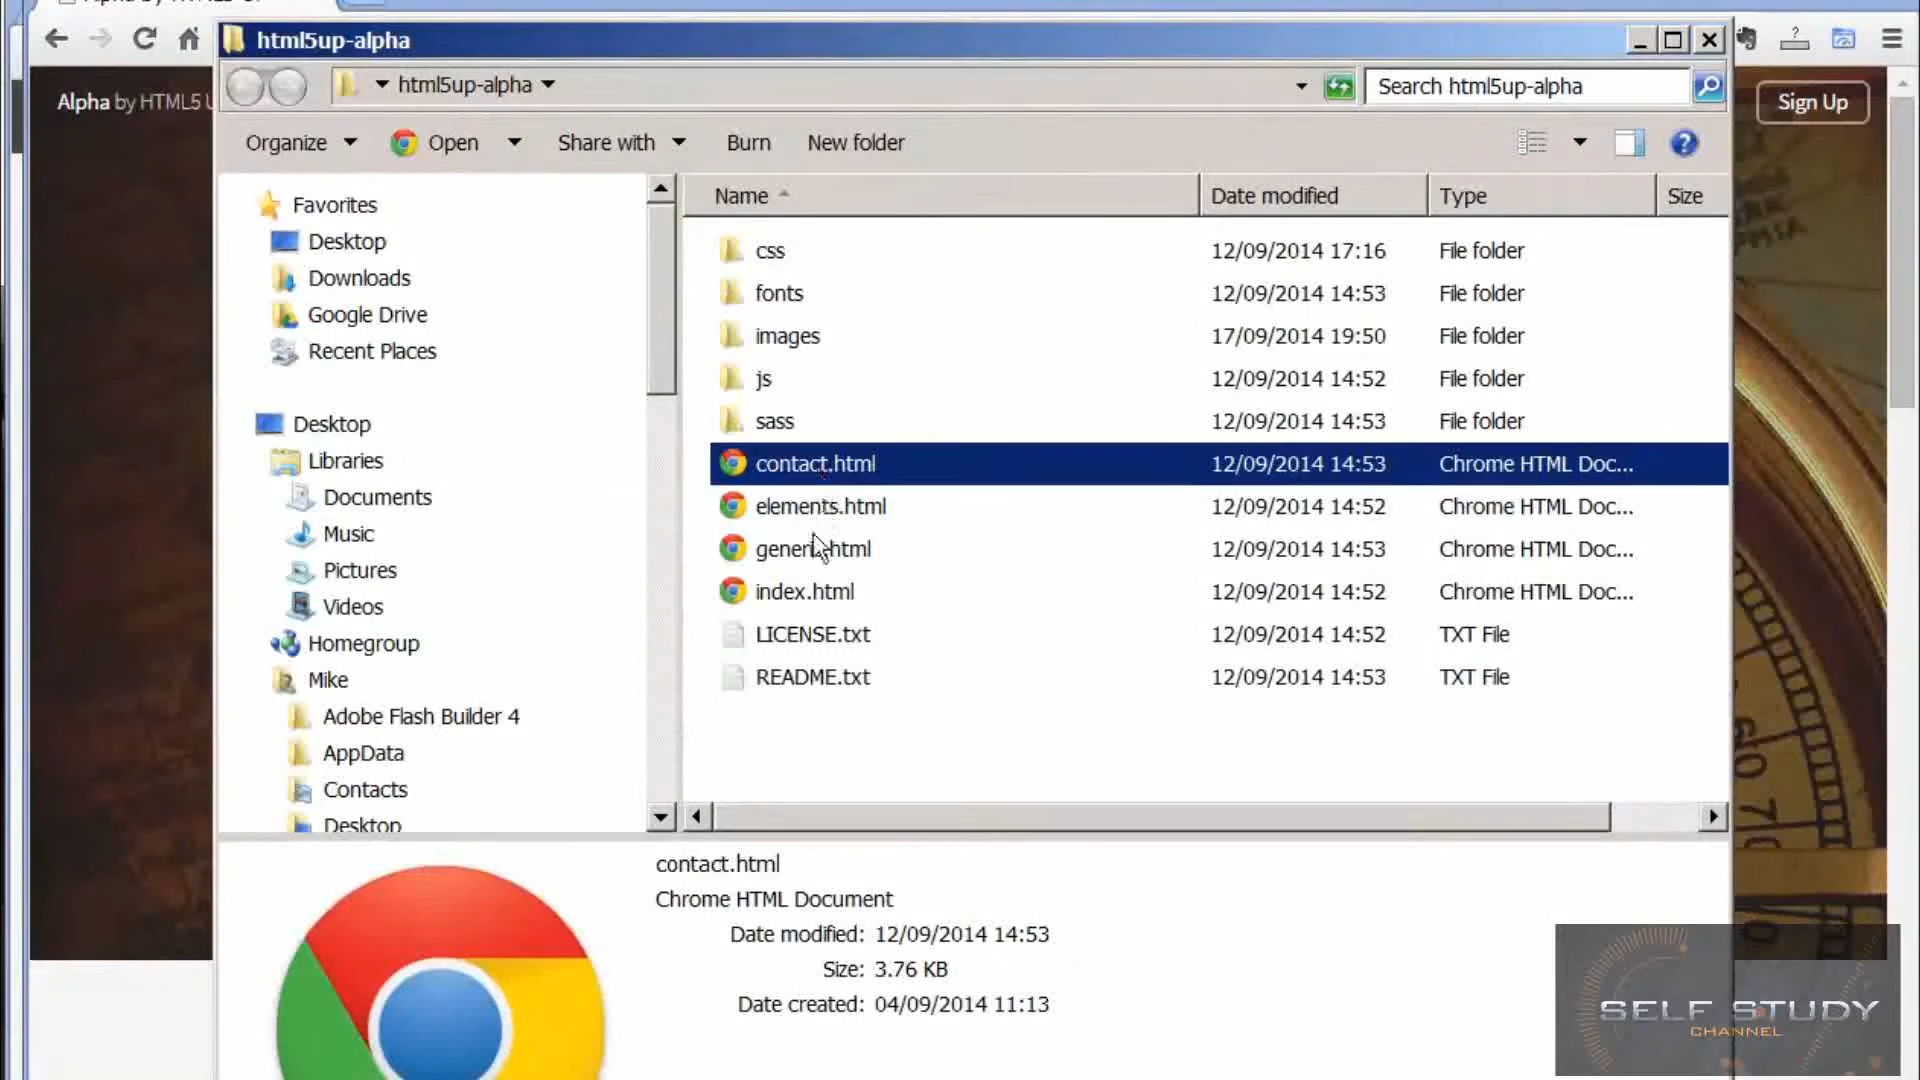 html5up-alpha
html5up-alpha
Search html5up-alpha
Alpha by HTML5 U
Sign Up
Organize
Open
Share with
Burn
New folder
Name
Date modified
Type
Size
Favorites
Desktop
Downloads
Google Drive
Recent Places
Desktop
Libraries
Documents
Music
Pictures
Videos
Homegroup
Mike
Adobe Flash Builder 4
AppData
Contacts
Desktop
css 12/09/2014 17:16 File folder
fonts 12/09/2014 14:53 File folder
images 17/09/2014 19:50 File folder
js 12/09/2014 14:52 File folder
sass 12/09/2014 14:53 File folder
contact.html 12/09/2014 14:53 Chrome HTML Doc...
elements.html 12/09/2014 14:52 Chrome HTML Doc...
generic.html 12/09/2014 14:53 Chrome HTML Doc...
index.html 12/09/2014 14:52 Chrome HTML Doc...
LICENSE.txt 12/09/2014 14:52 TXT File
README.txt 12/09/2014 14:53 TXT File
contact.html
Chrome HTML Document
Date modified: 12/09/2014 14:53
Size: 3.76 KB
Date created: 04/09/2014 11:13
SELF STUDY
CHANNEL